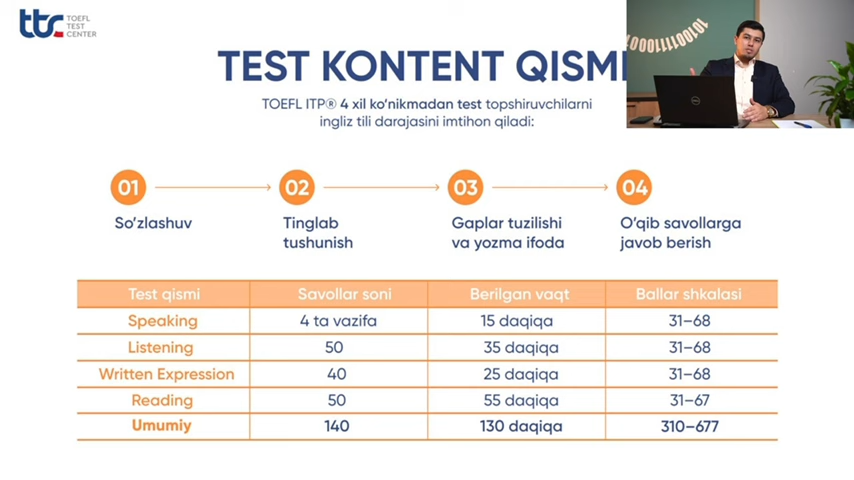 TOEFL
TEST
CENTER
TEST KONTENT QISMI
TOEFL ITP® 4 xil ko‘nikmadan test topshiruvchilarni
ingliz tili darajasini imtihon qiladi:
01
02
03
04
So‘zlashuv
Tinglab
tushunish
Gaplar tuzilishi
va yozma ifoda
O‘qib savollarga
javob berish
Test qismi Savollar soni Berilgan vaqt Ballar shkalasi
Speaking 4 ta vazifa 15 daqiqa 31–68
Listening 50 35 daqiqa 31–68
Written Expression 40 25 daqiqa 31–68
Reading 50 55 daqiqa 31–67
Umumiy 140 130 daqiqa 310–677